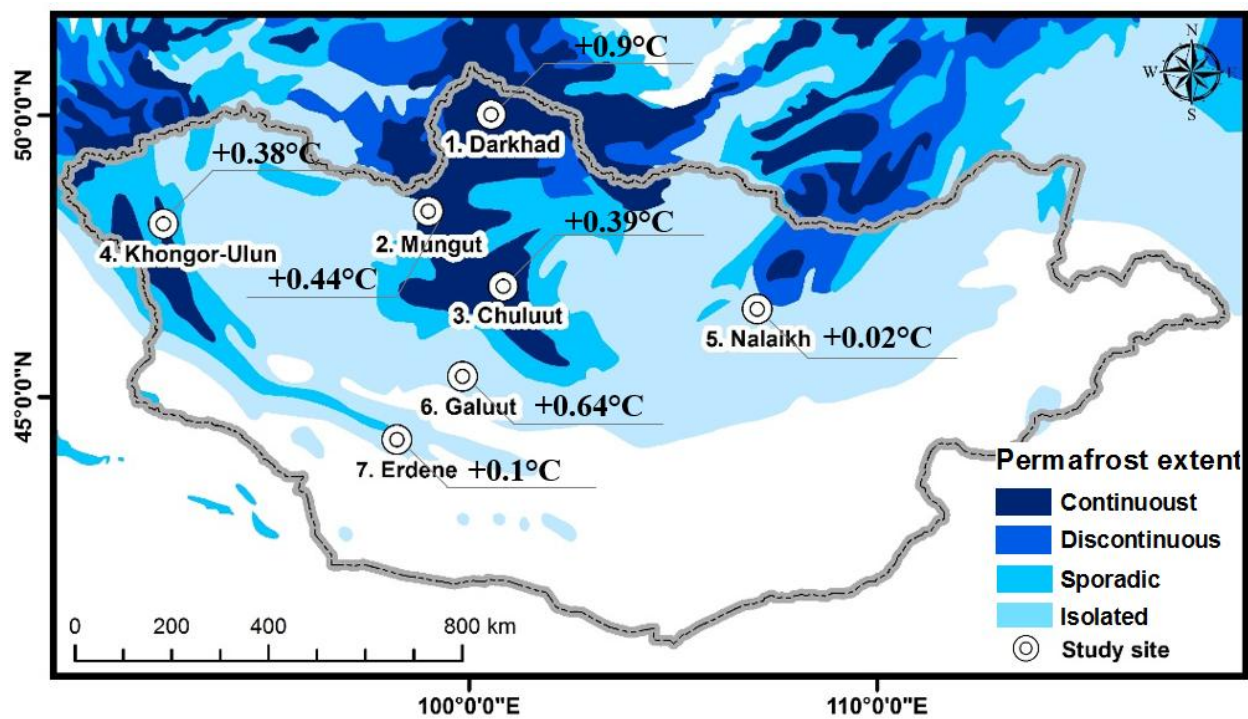 +0.9°C
N
W E
S
50°0'0"N
1. Darkhad
+0.38°C
+0.39°C
2. Mungut
4. Khongor-Ulun
+0.44°C
3. Chuluut
5. Nalaikh +0.02°C
45°0'0"N
6. Galuut
+0.64°C
7. Erdene +0.1°C
Permafrost extent
Continuoust
Discontinuous
Sporadic
Isolated
Study site
0 200 400 800 km
100°0'0"E
110°0'0"E